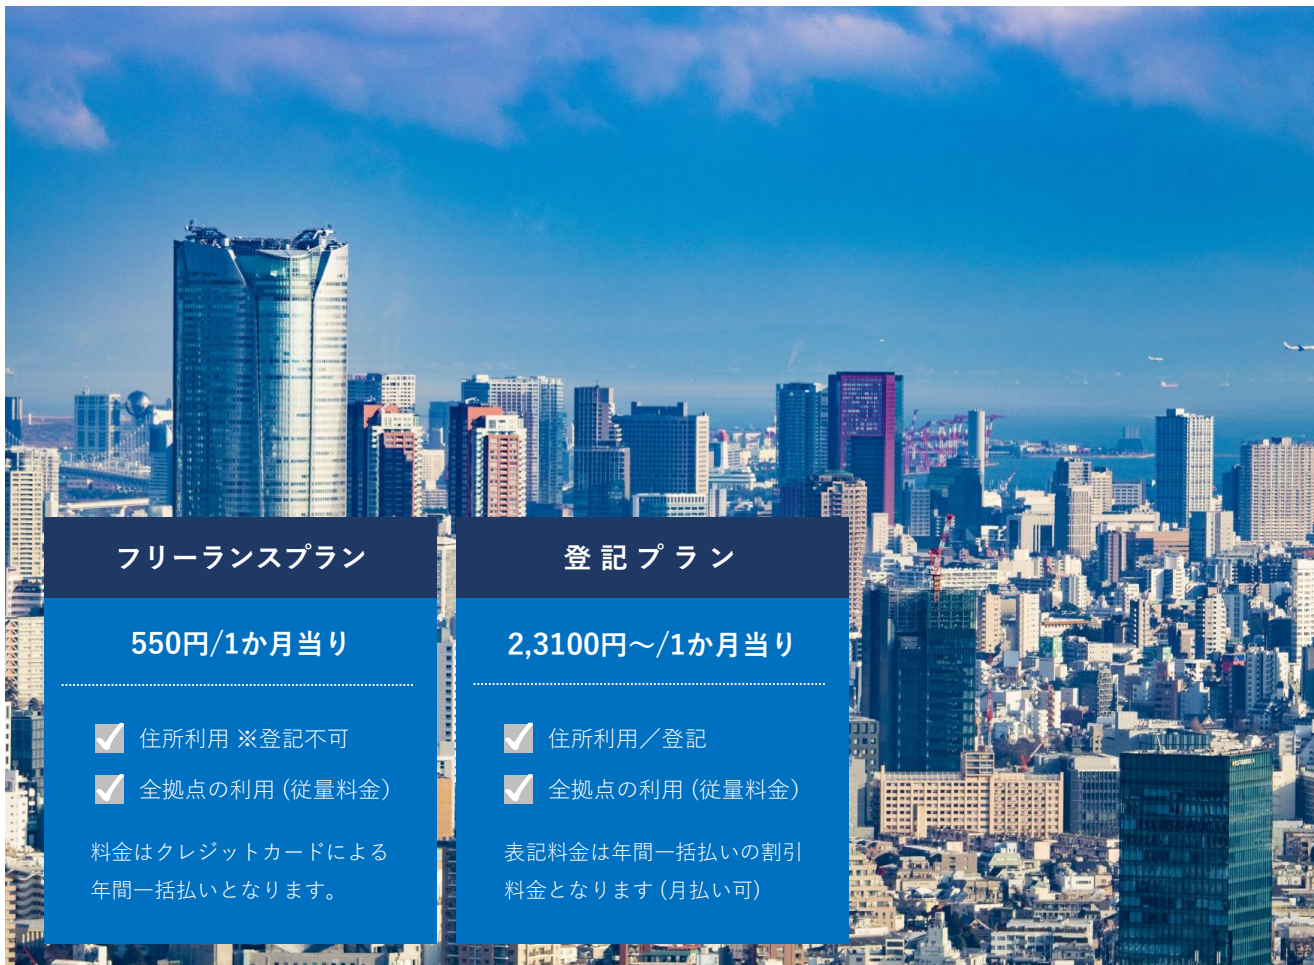 フリーランスプラン
550円/1か月当り
住所利用 ※登記不可
全拠点の利用 (従量料金)
料金はクレジットカードによる
年間一括払いとなります。
登記プラン
2,3100円～/1か月当り
住所利用／登記
全拠点の利用 (従量料金)
表記料金は年間一括払いの割引
料金となります (月払い可)